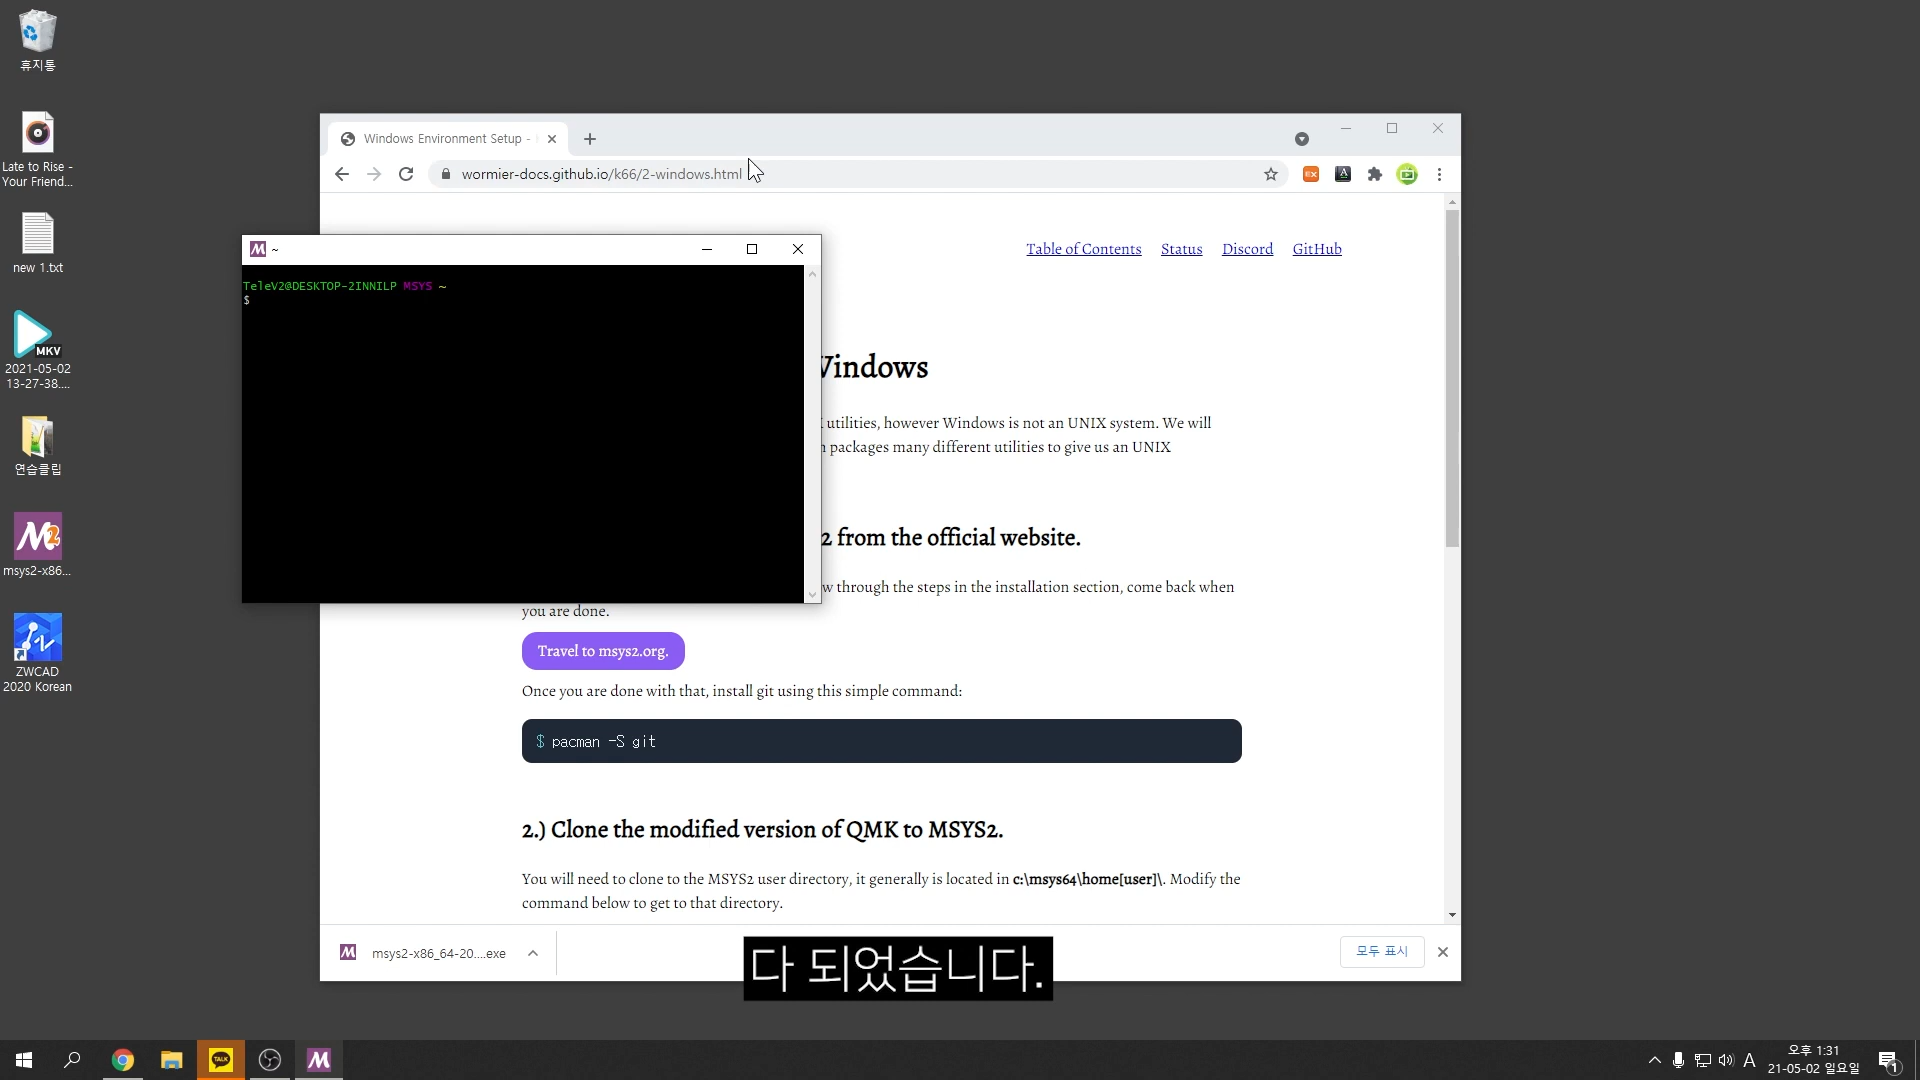 휴지통
Late to Rise -
Your Friend...
new 1.txt
MKV
2021-05-02
13-27-38....
연습클립
msys2-x86...
ZWCAD
2020 Korean
Windows Environment Setup -
wormier-docs.github.io/k66/2-windows.html
Table of Contents Status Discord GitHub
~
TeleV2@DESKTOP-2INNILP MSYS ~
$
Windows
utilities, however Windows is not an UNIX system. We will
packages many different utilities to give us an UNIX
2 from the official website.
through the steps in the installation section, come back when
you are done.
Travel to msys2.org.
Once you are done with that, install git using this simple command:
$ pacman -S git
2.) Clone the modified version of QMK to MSYS2.
You will need to clone to the MSYS2 user directory, it generally is located in c:\msys64\home[user]\. Modify the
command below to get to that directory.
msys2-x86_64-20....exe
모두 표시
다 되었습니다.
TALK
A
오후 1:31
21-05-02 일요일
1